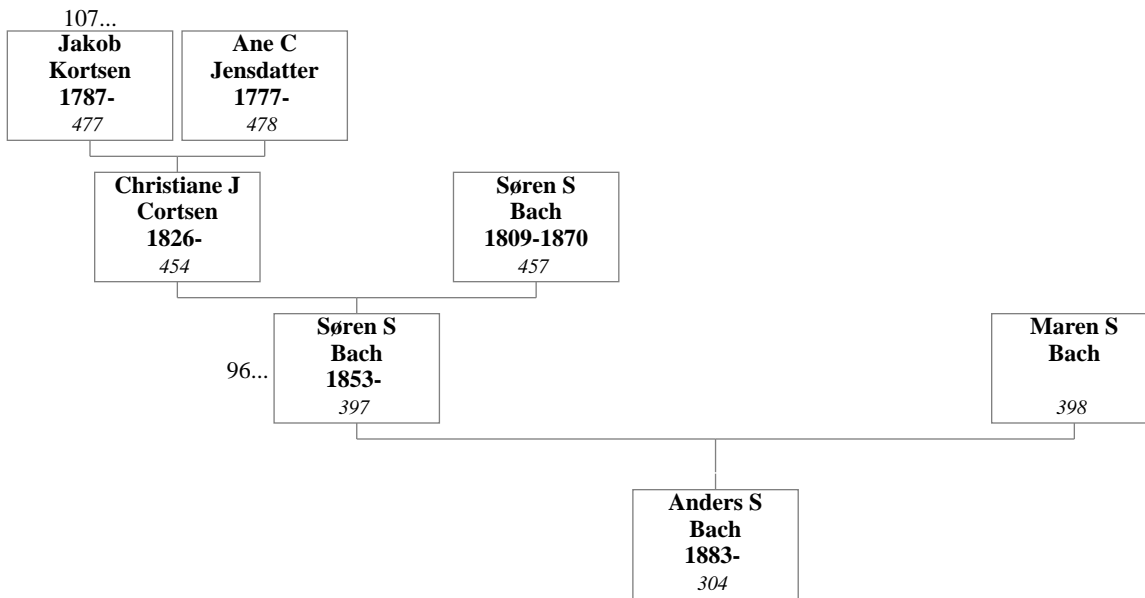 107...
Jakob
Kortsen
1787-
477
Ane C
Jensdatter
1777-
478
Christiane J
Cortsen
1826-
454
Søren S
Bach
1809-1870
457
96...
Søren S
Bach
1853-
397
Maren S
Bach
398
Anders S
Bach
1883-
304